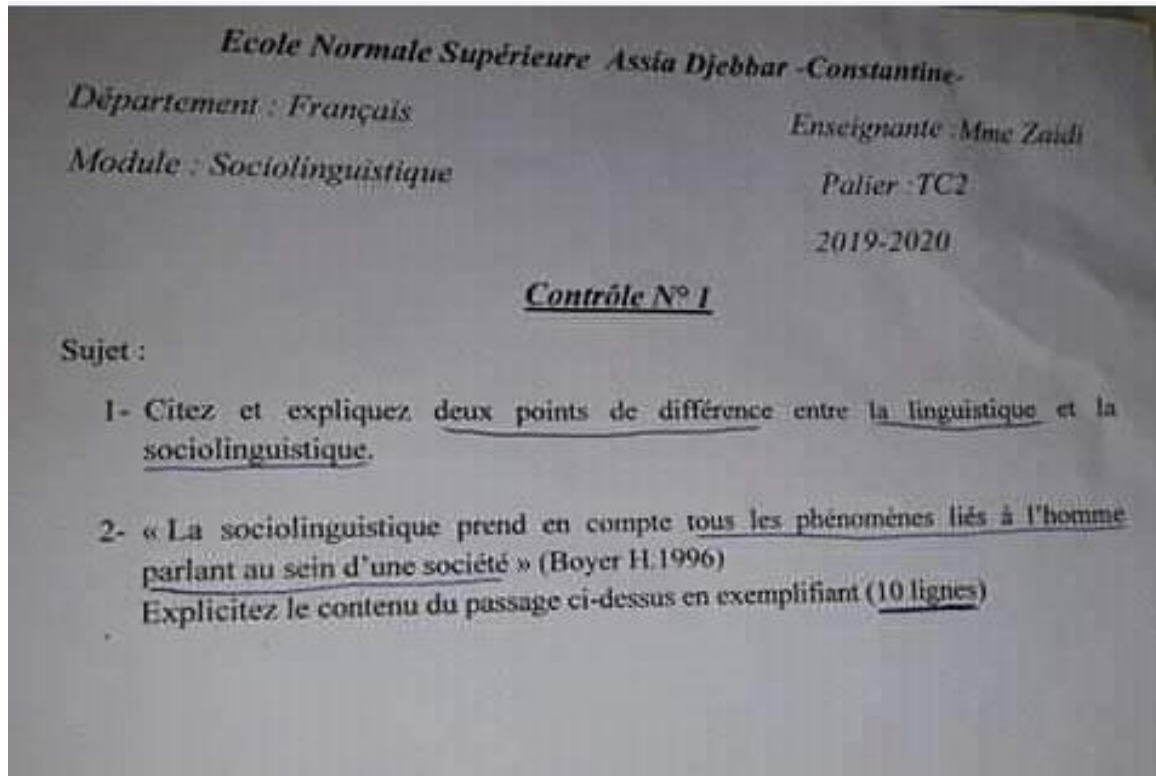 Ecole Normale Supérieure Assia Djebbar -Constantine-
Département : Français
Enseignante :Mme Zaidi
Module : Sociolinguistique
Palier :TC2
2019-2020
Contrôle N° 1
Sujet :
1- Citez et expliquez deux points de différence entre la linguistique et la
sociolinguistique.
2- « La sociolinguistique prend en compte tous les phénomènes liés à l'homme
parlant au sein d'une société » (Boyer H.1996)
Explicitez le contenu du passage ci-dessus en exemplifiant (10 lignes)